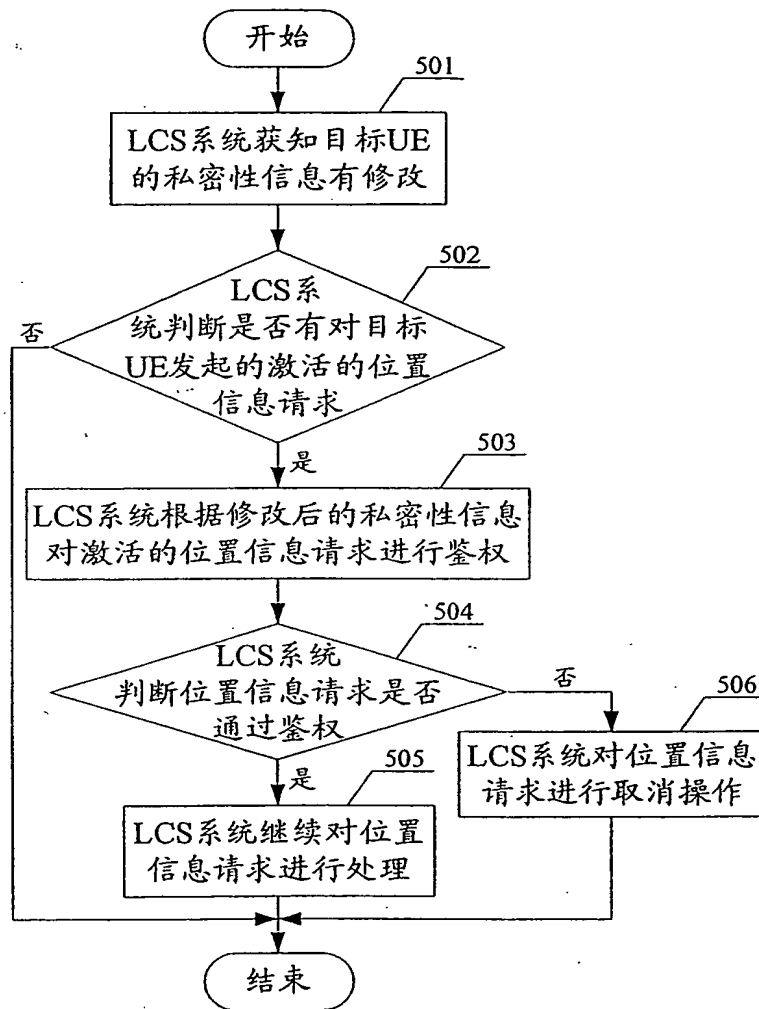 开始
501
LCS系统获知目标UE
的私密性信息有修改
502
LCS系
统判断是否有对目标
UE发起的激活的位置
信息请求
否
是
503
LCS系统根据修改后的私密性信息
对激活的位置信息请求进行鉴权
504
LCS系统
判断位置信息请求是否
通过鉴权
否
506
LCS系统对位置信息
请求进行取消操作
是
505
LCS系统继续对位置
信息请求进行处理
结束